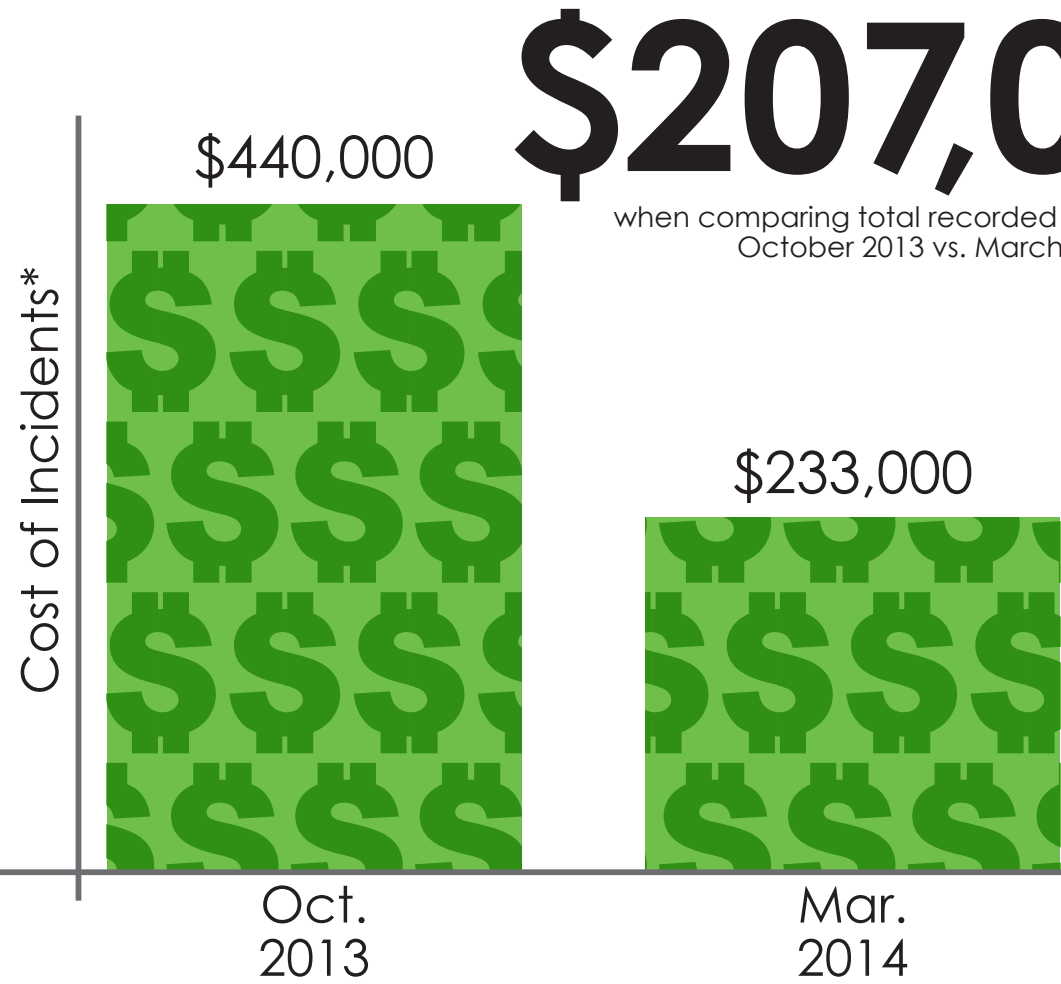 $207,0
when comparing total recorded
October 2013 vs. March
$440,000
$233,000
Cost of Incidents*
Oct.
2013
Mar.
2014